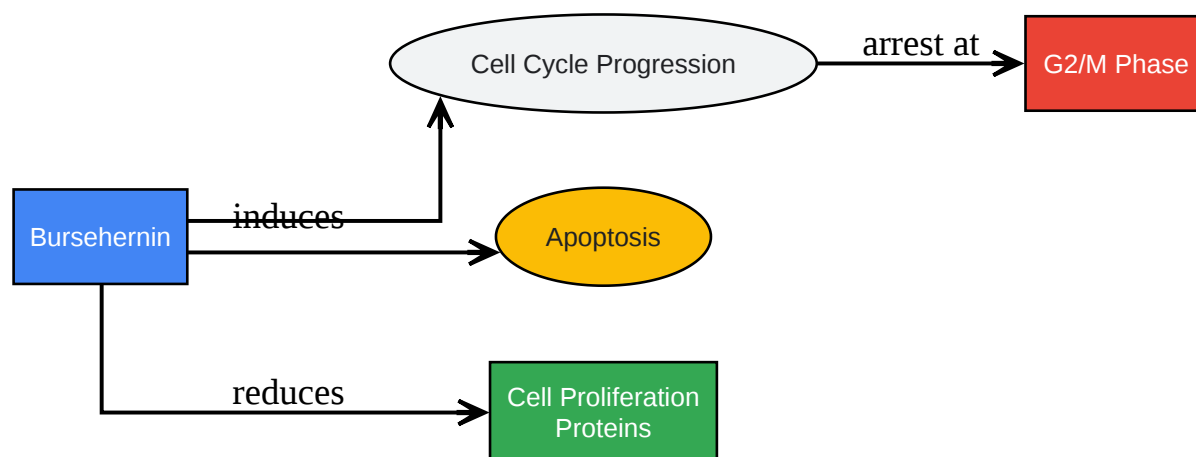 Cell Cycle Progression
arrest at
G2/M Phase
Bursehernin
induces
Apoptosis
reduces
Cell Proliferation
Proteins